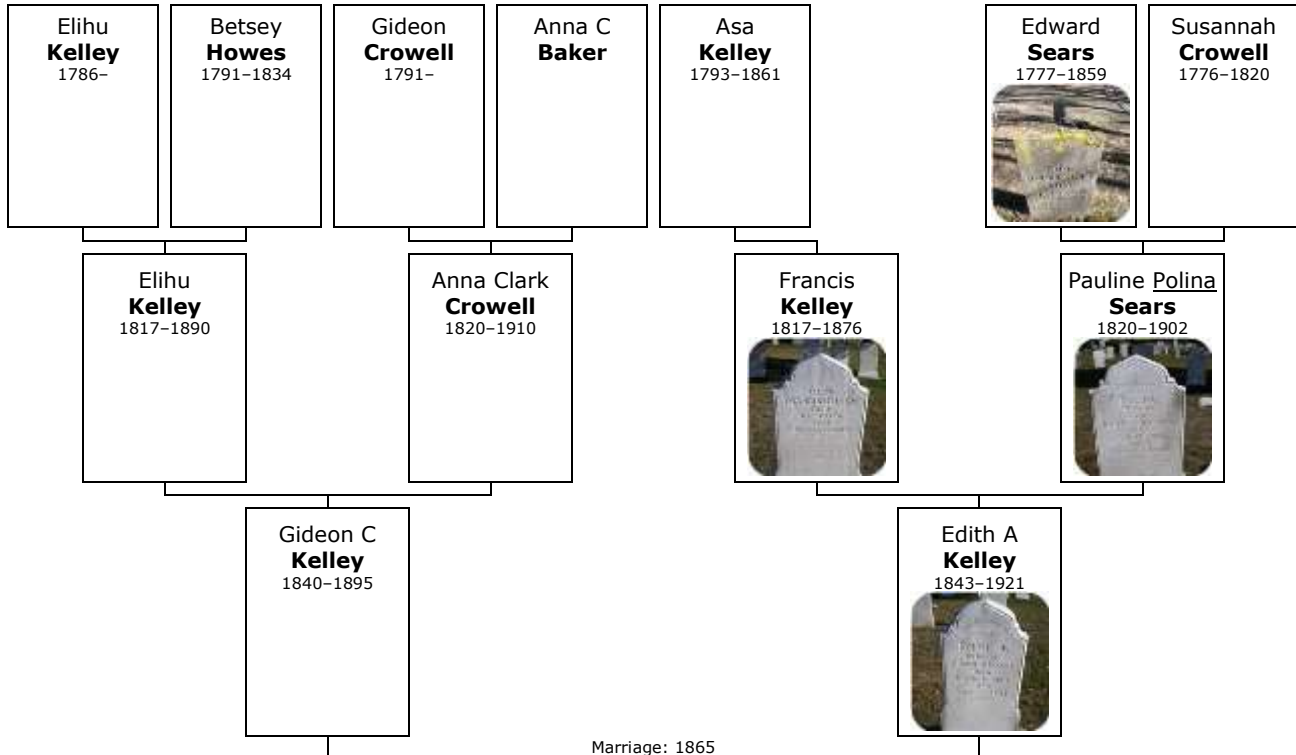 Elihu
Kelley
1786–
Betsey
Howes
1791–1834
Gideon
Crowell
1791–
Anna C
Baker
Asa
Kelley
1793–1861
Edward
Sears
1777–1859
Susannah
Crowell
1776–1820
Elihu
Kelley
1817–1890
Anna Clark
Crowell
1820–1910
Francis
Kelley
1817–1876
Pauline Polina
Sears
1820–1902
Gideon C
Kelley
1840–1895
Edith A
Kelley
1843–1921
Marriage: 1865